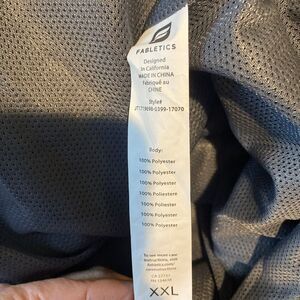 FABLETICS
Designed
In California
MADE IN CHINA
Fabriqué au
CHINE
Style#
Body:
100% Polyester
100% Polyester
100% Polyester
100% Poliestere
100% Poliester
100% Polyester
100% Polyester
XXL